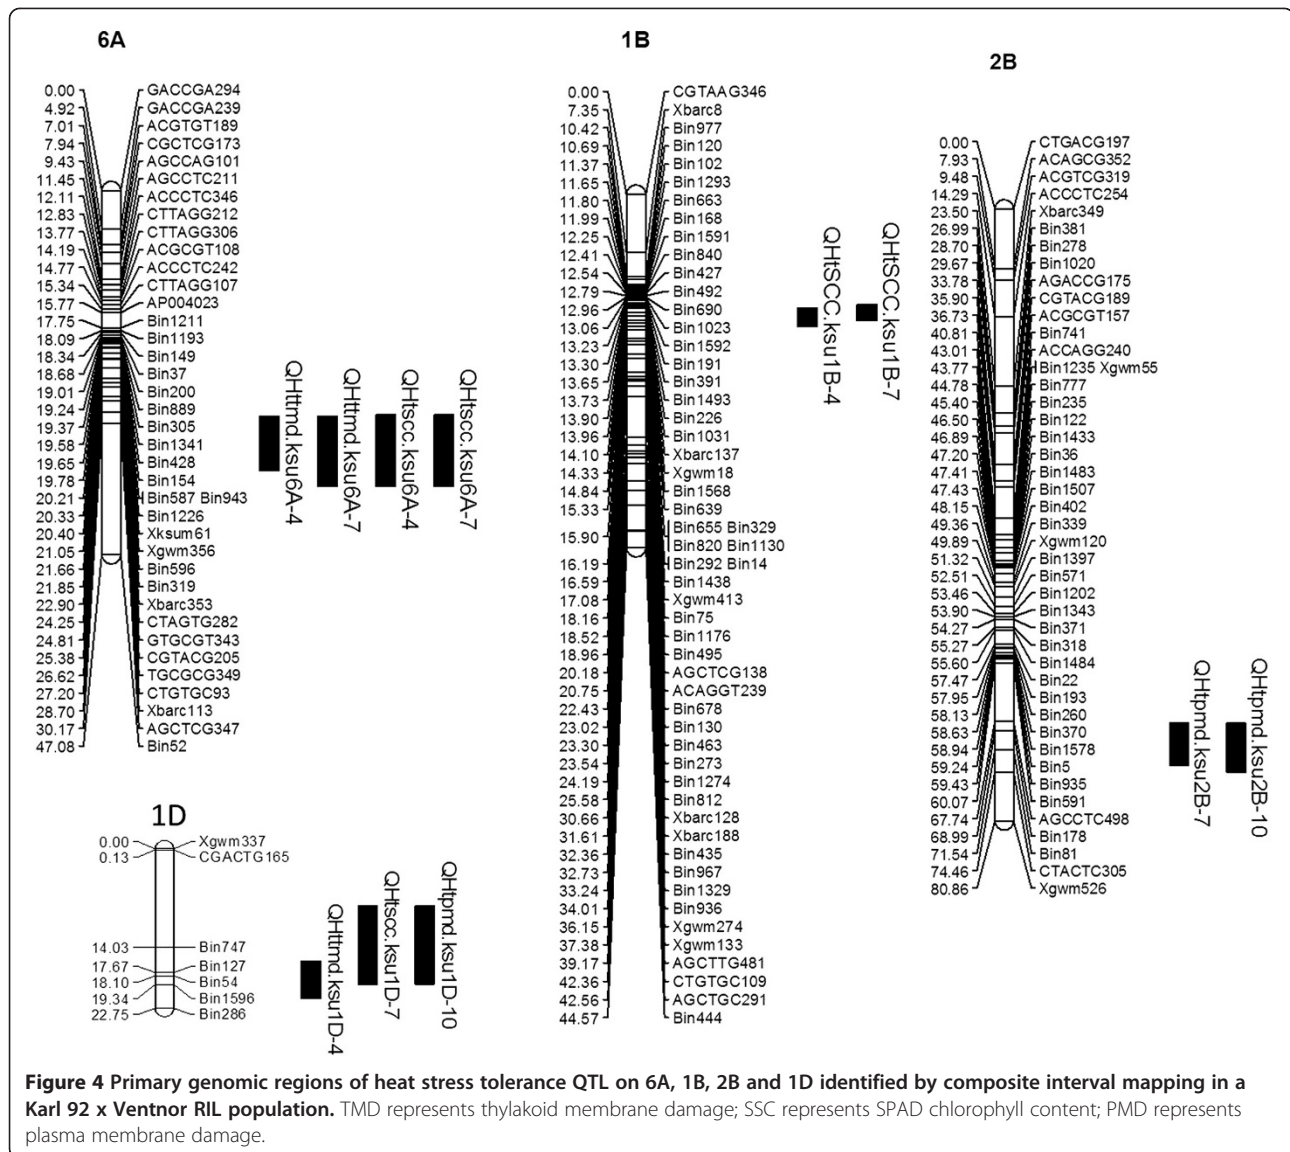 6A
0.00 GACCGA294
4.92 GACCGA239
7.01 ACGTGT189
7.94 CGCTCG173
9.43 AGCCAG101
11.45 AGCCTC211
12.11 ACCCTC346
12.83 CTTAGG212
13.77 CTTAGG306
14.19 ACGCGT108
14.77 ACCCTC242
15.34 CTTAGG107
15.77 AP004023
17.75 Bin1211
18.09 Bin1193
18.34 Bin149
18.68 Bin37
19.01 Bin200
19.24 Bin889
19.37 Bin305
19.58 Bin1341
19.65 Bin428
19.78 Bin154
20.21 Bin587 Bin943
20.33 Bin1226
20.40 Xksum61
21.05 Xgwm356
21.66 Bin596
21.85 Bin319
22.90 Xbarc353
24.25 CTAGTG282
24.81 GTGCGT343
25.38 CGTACG205
26.62 TGCGCG349
27.20 CTGTGC93
28.70 Xbarc113
30.17 AGCTCG347
47.08 Bin52
QHttmd.ksu6A-4
QHttmd.ksu6A-7
QHtscc.ksu6A-4
QHtscc.ksu6A-7
1D
0.00 Xgwm337
0.13 CGACTG165
14.03 Bin747
17.67 Bin127
18.10 Bin54
19.34 Bin1596
22.75 Bin286
QHttmd.ksu1D-4
QHtscc.ksu1D-7
QHtpmd.ksu1D-10
1B
0.00 CGTAAG346
7.35 Xbarc8
10.42 Bin977
10.69 Bin120
11.37 Bin102
11.65 Bin1293
11.80 Bin663
11.99 Bin168
12.25 Bin1591
12.41 Bin840
12.54 Bin427
12.79 Bin492
12.96 Bin690
13.06 Bin1023
13.23 Bin1592
13.30 Bin191
13.65 Bin391
13.73 Bin1493
13.90 Bin226
13.96 Bin1031
14.10 Xbarc137
14.33 Xgwm18
14.84 Bin1568
15.33 Bin639
15.90 Bin655 Bin329
Bin820 Bin1130
16.19 Bin292 Bin14
16.59 Bin1438
17.08 Xgwm413
18.16 Bin75
18.52 Bin1176
18.96 Bin495
20.18 AGCTCG138
20.75 ACAGGT239
22.43 Bin678
23.02 Bin130
23.30 Bin463
23.54 Bin273
24.19 Bin1274
25.58 Bin812
30.66 Xbarc128
31.61 Xbarc188
32.36 Bin435
32.73 Bin967
33.24 Bin1329
34.01 Bin936
36.15 Xgwm274
37.38 Xgwm133
39.17 AGCTTG481
42.36 CTGTGC109
42.56 AGCTGC291
44.57 Bin444
QHtSCC.ksu1B-4
QHtSCC.ksu1B-7
2B
0.00 CTGACG197
7.93 ACAGCG352
9.48 ACGTCG319
14.29 ACCCTC254
23.50 Xbarc349
26.99 Bin381
28.70 Bin278
29.67 Bin1020
33.78 AGACCG175
35.90 CGTACG189
36.73 ACGCGT157
40.81 Bin741
43.01 ACCAGG240
43.77 Bin1235 Xgwm55
44.78 Bin777
45.40 Bin235
46.50 Bin122
46.89 Bin1433
47.20 Bin36
47.41 Bin1483
47.43 Bin1507
48.15 Bin402
49.36 Bin339
49.89 Xgwm120
51.32 Bin1397
52.51 Bin571
53.46 Bin1202
53.90 Bin1343
54.27 Bin371
55.27 Bin318
55.60 Bin1484
57.47 Bin22
57.95 Bin193
58.13 Bin260
58.63 Bin370
58.94 Bin1578
59.24 Bin5
59.43 Bin935
60.07 Bin591
67.74 AGCCTC498
68.99 Bin178
71.54 Bin81
74.46 CTACTC305
80.86 Xgwm526
QHtpmd.ksu2B-7
QHtpmd.ksu2B-10
Figure 4 Primary genomic regions of heat stress tolerance QTL on 6A, 1B, 2B and 1D identified by composite interval mapping in a
Karl 92 x Ventnor RIL population. TMD represents thylakoid membrane damage; SSC represents SPAD chlorophyll content; PMD represents
plasma membrane damage.